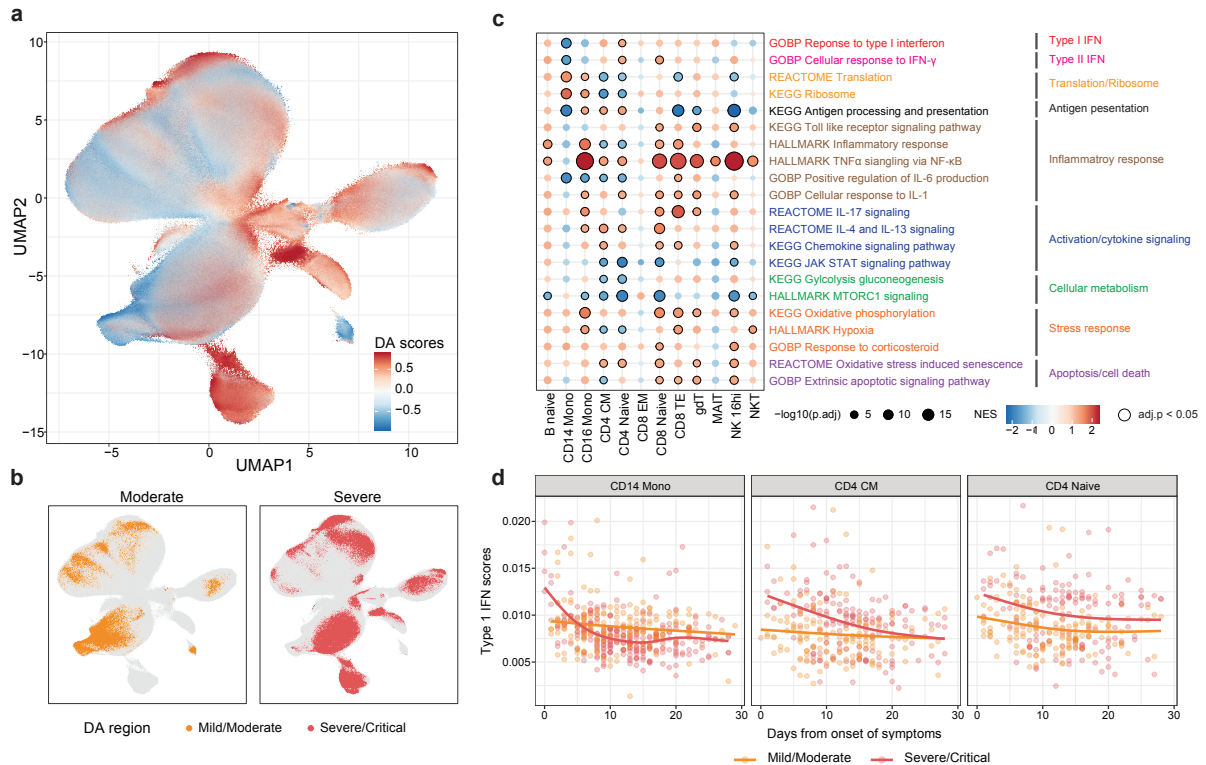 a
10
5
0
−5
−10
−15
UMAP2
−5
0
5
10
UMAP1
DA scores
0.5
0.0
−0.5
b
Moderate
Severe
DA region
Mild/Moderate
Severe/Critical
c
GOBP Reponse to type I interferon
GOBP Cellular response to IFN-γ
REACTOME Translation
KEGG Ribosome
KEGG Antigen processing and presentation
KEGG Toll like receptor signaling pathway
HALLMARK Inflammatory response
HALLMARK TNFα siangling via NF-κB
GOBP Positive regulation of IL-6 production
GOBP Cellular response to IL-1
REACTOME IL-17 signaling
REACTOME IL-4 and IL-13 signaling
KEGG Chemokine signaling pathway
KEGG JAK STAT signaling pathway
KEGG Gylcolysis gluconeogenesis
HALLMARK MTORC1 signaling
KEGG Oxidative phosphorylation
HALLMARK Hypoxia
GOBP Response to corticosteroid
REACTOME Oxidative stress induced senescence
GOBP Extrinsic apoptotic signaling pathway
Type I IFN
Type II IFN
Translation/Ribosome
Antigen pesentation
Inflammatroy response
Activation/cytokine signaling
Cellular metabolism
Stress response
Apoptosis/cell death
B naive
CD14 Mono
CD16 Mono
CD4 CM
CD4 Naive
CD8 EM
CD8 Naive
CD8 TE
gdT
MAIT
NK 16hi
NKT
−log10(p.adj)
5
10
15
NES
−2
−1
0
1
2
adj.p < 0.05
d
CD14 Mono
CD4 CM
CD4 Naive
Type 1 IFN scores
0.020
0.015
0.010
0.005
0
10
20
30
0
10
20
30
0
10
20
30
Days from onset of symptoms
Mild/Moderate
Severe/Critical